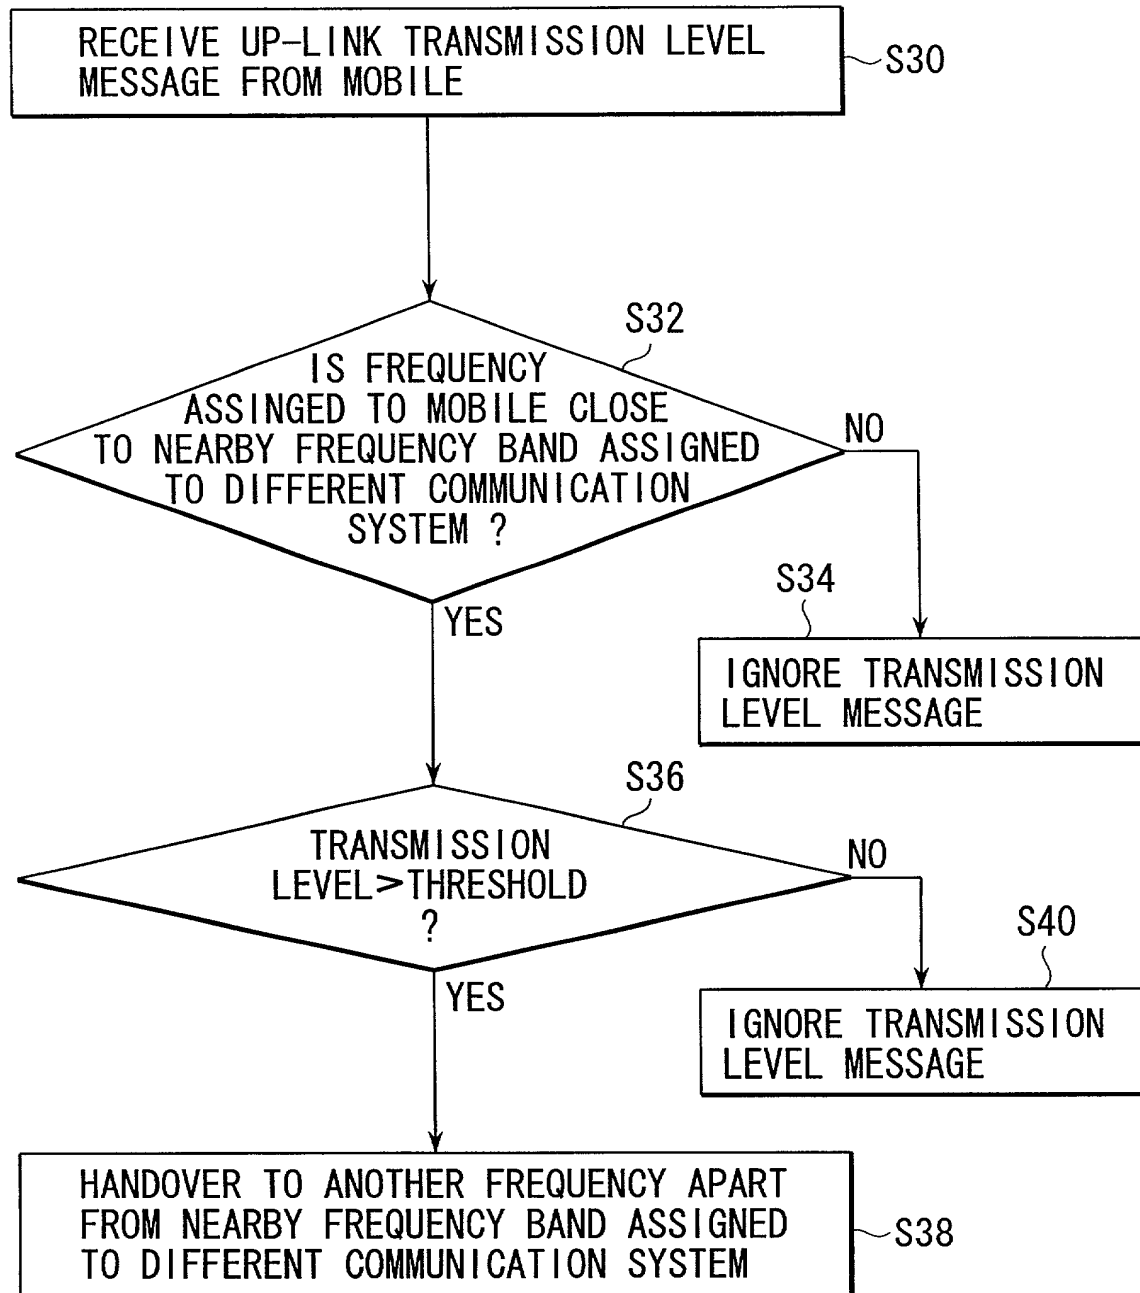 RECEIVE UP-LINK TRANSMISSION LEVEL
MESSAGE FROM MOBILE
S30
S32
IS FREQUENCY
ASSINGED TO MOBILE CLOSE
TO NEARBY FREQUENCY BAND ASSIGNED
TO DIFFERENT COMMUNICATION
SYSTEM ?
NO
YES
S34
IGNORE TRANSMISSION
LEVEL MESSAGE
S36
TRANSMISSION
LEVEL>THRESHOLD
?
NO
YES
S40
IGNORE TRANSMISSION
LEVEL MESSAGE
HANDOVER TO ANOTHER FREQUENCY APART
FROM NEARBY FREQUENCY BAND ASSIGNED
TO DIFFERENT COMMUNICATION SYSTEM
S38